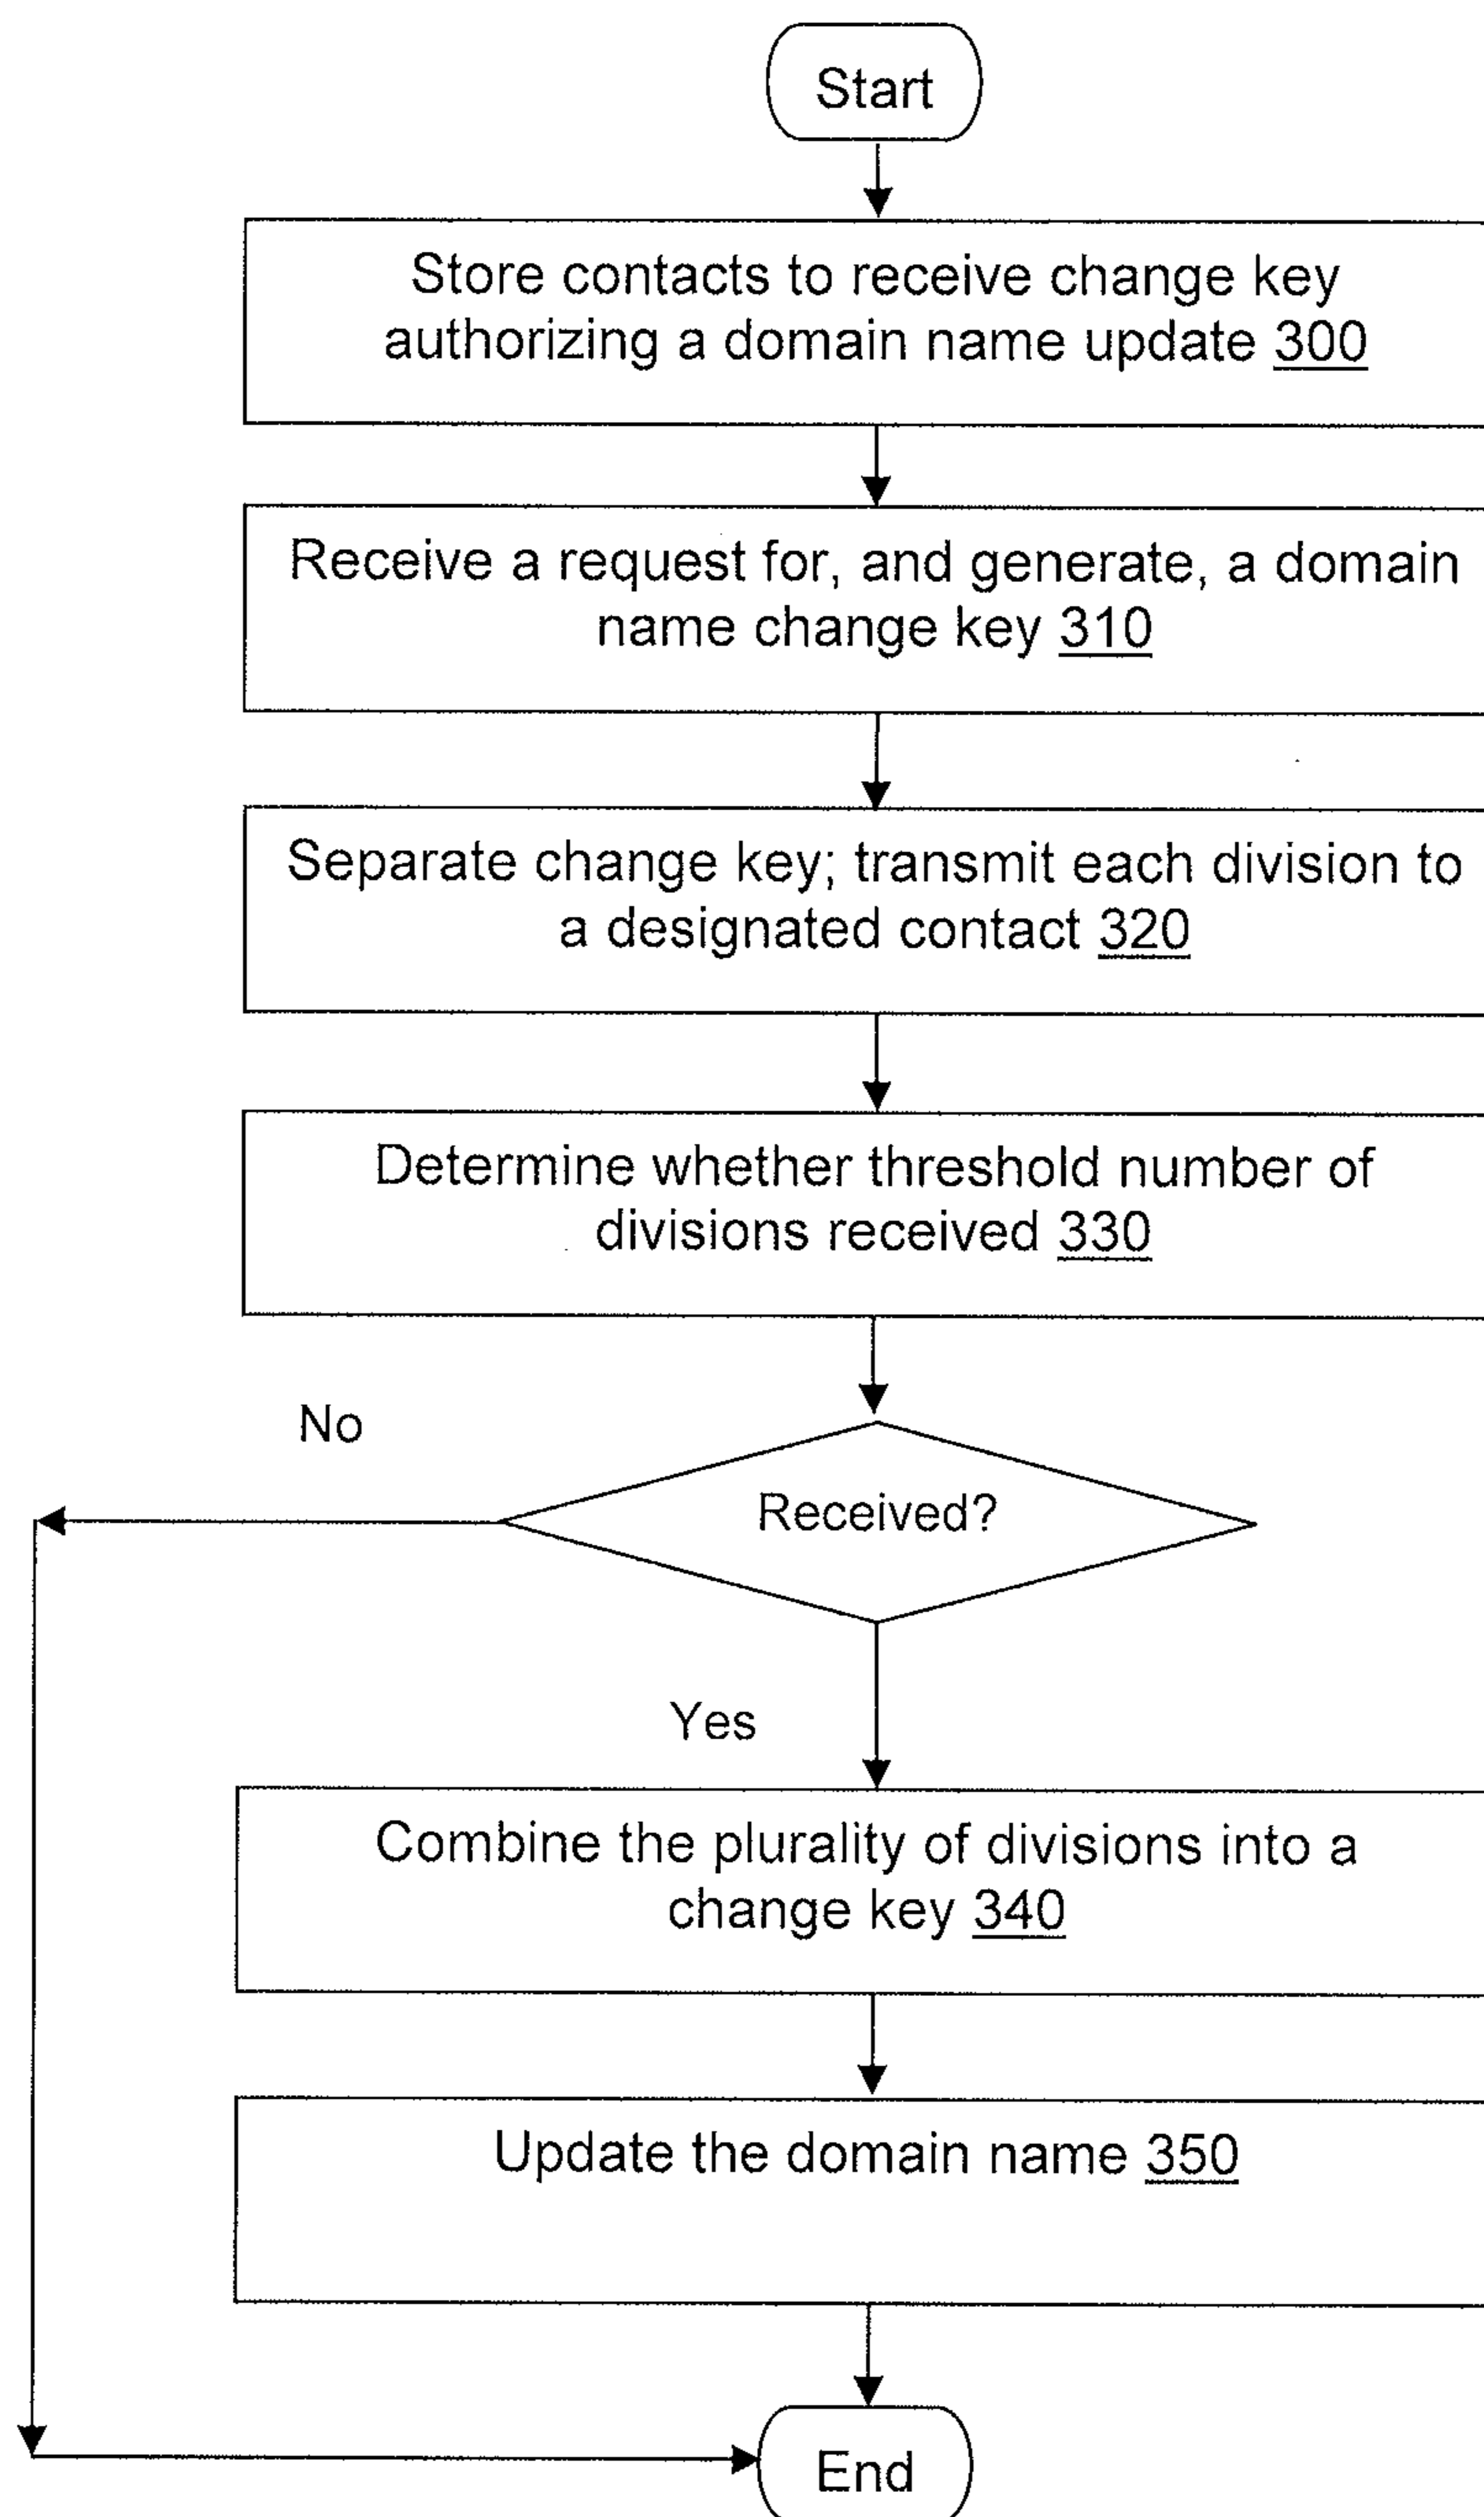 Start
Store contacts to receive change key
authorizing a domain name update 300
Receive a request for, and generate, a domain
name change key 310
Separate change key; transmit each division to
a designated contact 320
Determine whether threshold number of
divisions received 330
No
Received?
Yes
Combine the plurality of divisions into a
change key 340
Update the domain name 350
End